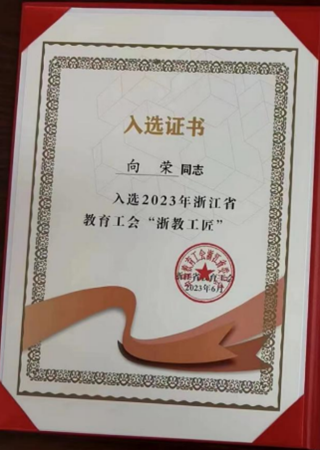 入选证书
向 荣 同志
入选2023年浙江省
教育工会“浙教工匠”
2023年6月